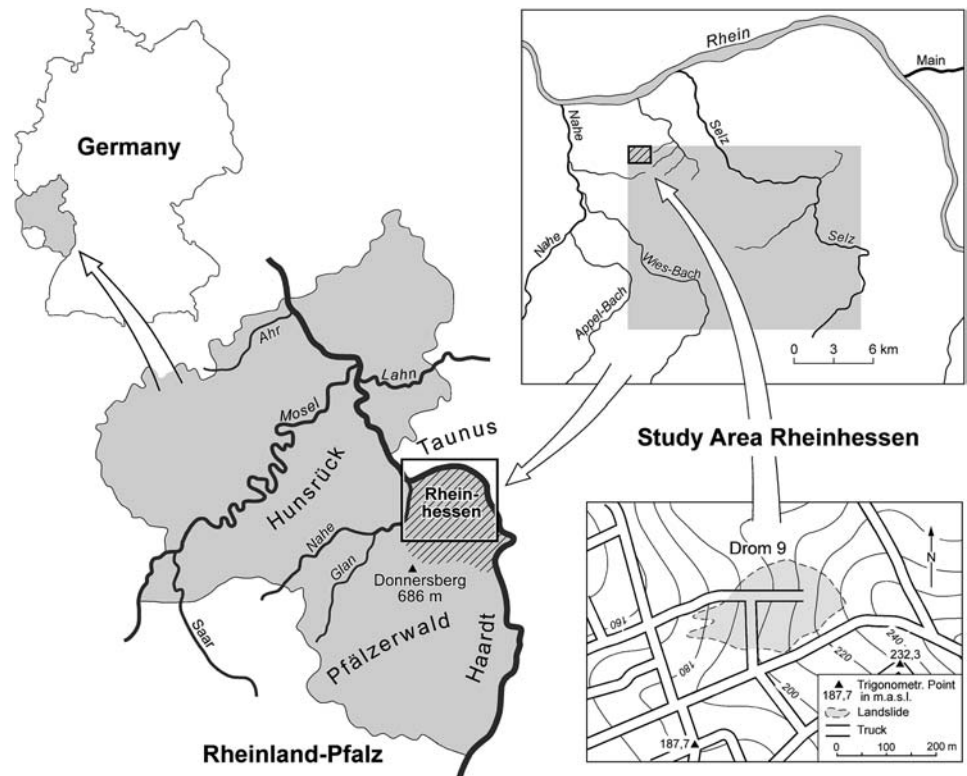 Germany
Ahr
Lahn
Mosel
Taunus
Hunsrück
Rhein-
hessen
Nahe
Glan
Donnersberg
686 m
Saar
Pfälzerwald
Haardt
Rheinland-Pfalz
Rhein
Main
Nahe
Selz
Nahe
Wies-Bach
Selz
Appel-Bach
0 3 6 km
Study Area Rheinhessen
Drom 9
N
160
180
200
220
240
232,3
187,7
Trigonometr. Point
187,7 in m.a.s.l.
Landslide
Truck
0 100 200 m